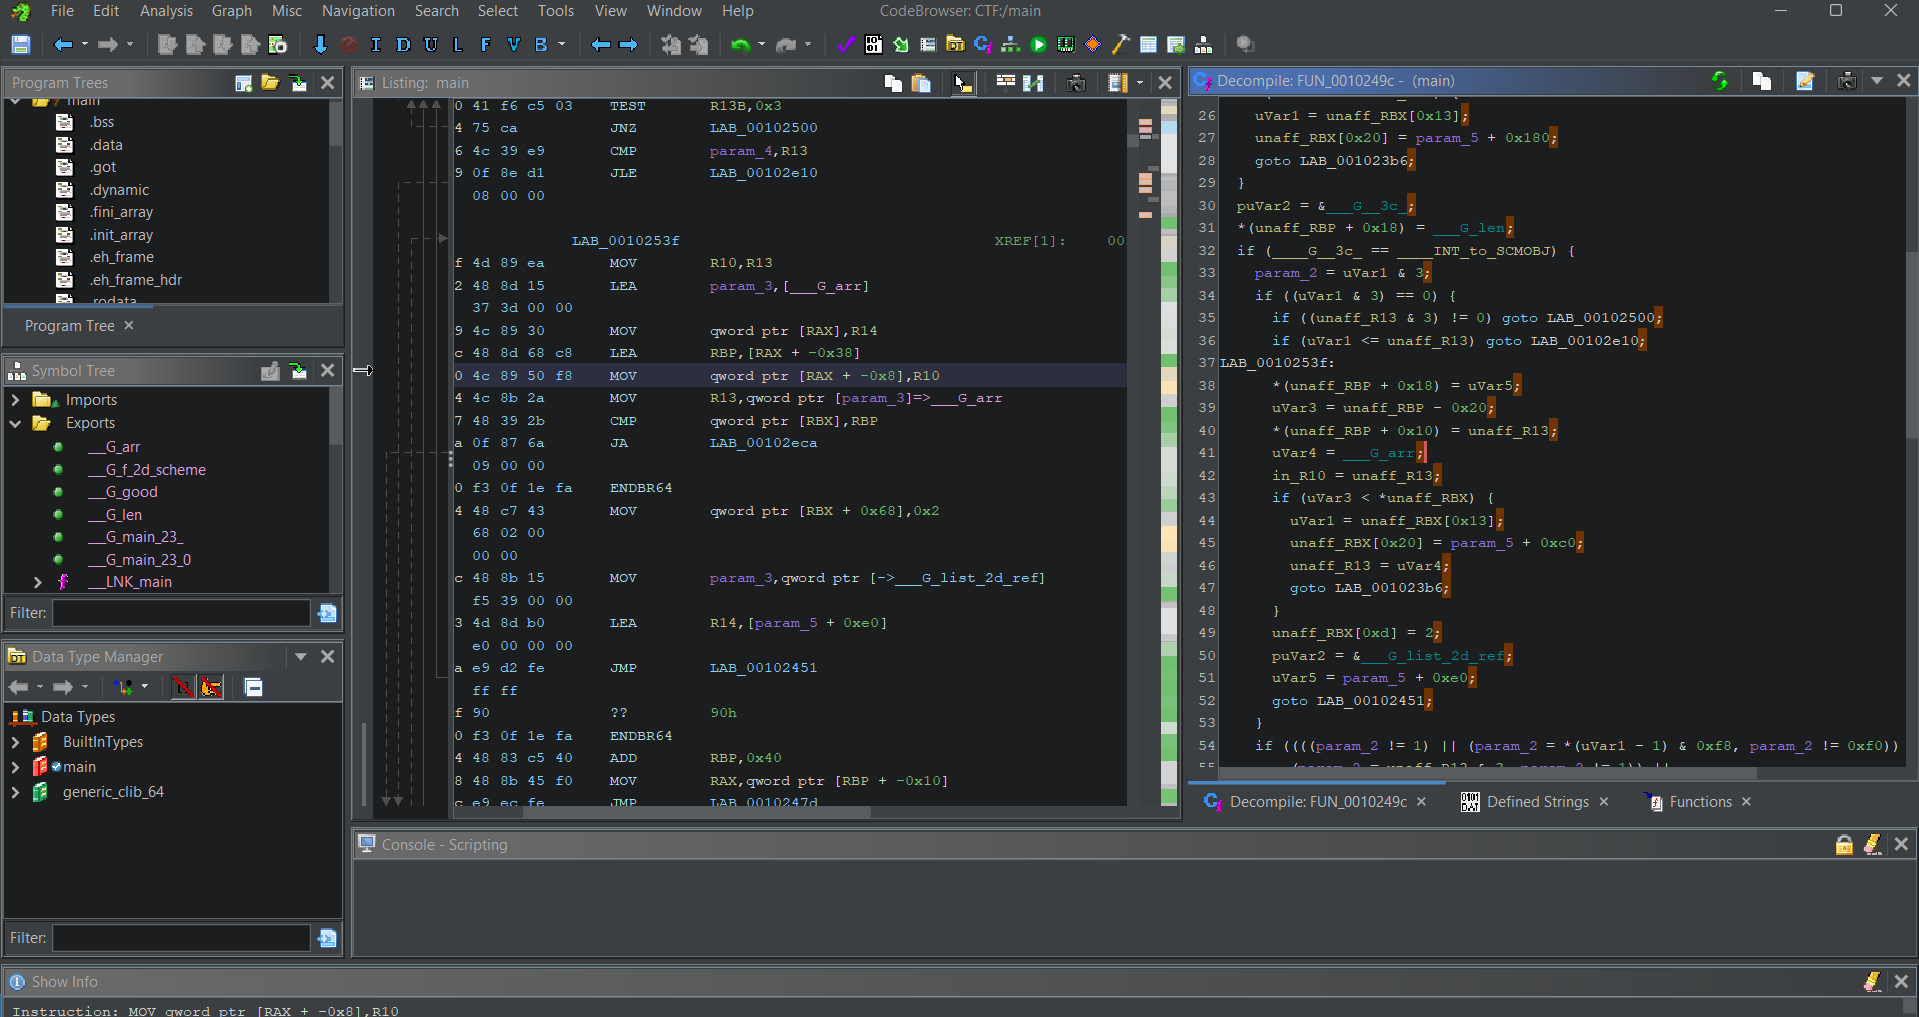 File Edit Analysis Graph Misc Navigation Search Select Tools View Window Help
CodeBrowser: CTF:/main
I D U L F V B
Program Trees
main
.bss
.data
.got
.dynamic
.fini_array
.init_array
.eh_frame
.eh_frame_hdr
.rodata
Program Tree
Symbol Tree
Imports
Exports
___G_arr
___G_f_2d_scheme
___G_good
___G_len
___G_main_23_
___G_main_23_0
___LNK_main
Filter:
Data Type Manager
Data Types
BuiltInTypes
main
generic_clib_64
Filter:
Listing: main
0 41 f6 c5 03 TEST R13B,0x3
4 75 ca JNZ LAB_00102500
6 4c 39 e9 CMP param_4,R13
9 0f 8e d1 JLE LAB_00102e10
08 00 00
LAB_0010253f XREF[1]: 00
f 4d 89 ea MOV R10,R13
2 48 8d 15 LEA param_3,[___G_arr]
37 3d 00 00
9 4c 89 30 MOV qword ptr [RAX],R14
c 48 8d 68 c8 LEA RBP,[RAX + -0x38]
0 4c 89 50 f8 MOV qword ptr [RAX + -0x8],R10
4 4c 8b 2a MOV R13,qword ptr [param_3]=>___G_arr
7 48 39 2b CMP qword ptr [RBX],RBP
a 0f 87 6a JA LAB_00102eca
09 00 00
0 f3 0f 1e fa ENDBR64
4 48 c7 43 MOV qword ptr [RBX + 0x68],0x2
68 02 00
00 00
c 48 8b 15 MOV param_3,qword ptr [->___G_list_2d_ref]
f5 39 00 00
3 4d 8d b0 LEA R14,[param_5 + 0xe0]
e0 00 00 00
a e9 d2 fe JMP LAB_00102451
ff ff
f 90 ?? 90h
0 f3 0f 1e fa ENDBR64
4 48 83 c5 40 ADD RBP,0x40
8 48 8b 45 f0 MOV RAX,qword ptr [RBP + -0x10]
c e9 ec fe JMP LAB_0010247d
Decompile: FUN_0010249c - (main)
26 uVar1 = unaff_RBX[0x13];
27 unaff_RBX[0x20] = param_5 + 0x180;
28 goto LAB_001023b6;
29 }
30 puVar2 = &___G__3c_;
31 *(unaff_RBP + 0x18) = ___G_len;
32 if (____G__3c_ == ____INT_to_SCMOBJ) {
33 param_2 = uVar1 & 3;
34 if ((uVar1 & 3) == 0) {
35 if ((unaff_R13 & 3) != 0) goto LAB_00102500;
36 if (uVar1 <= unaff_R13) goto LAB_00102e10;
37 LAB_0010253f:
38 *(unaff_RBP + 0x18) = uVar5;
39 uVar3 = unaff_RBP - 0x20;
40 *(unaff_RBP + 0x10) = unaff_R13;
41 uVar4 = ___G_arr;
42 in_R10 = unaff_R13;
43 if (uVar3 < *unaff_RBX) {
44 uVar1 = unaff_RBX[0x13];
45 unaff_RBX[0x20] = param_5 + 0xc0;
46 unaff_R13 = uVar4;
47 goto LAB_001023b6;
48 }
49 unaff_RBX[0xd] = 2;
50 puVar2 = &___G_list_2d_ref;
51 uVar5 = param_5 + 0xe0;
52 goto LAB_00102451;
53 }
54 if ((((param_2 != 1) || (param_2 = *(uVar1 - 1) & 0xf8, param_2 != 0xf0))
Decompile: FUN_0010249c Defined Strings Functions
Console - Scripting
Show Info
Instruction: MOV qword ptr [RAX + -0x8],R10